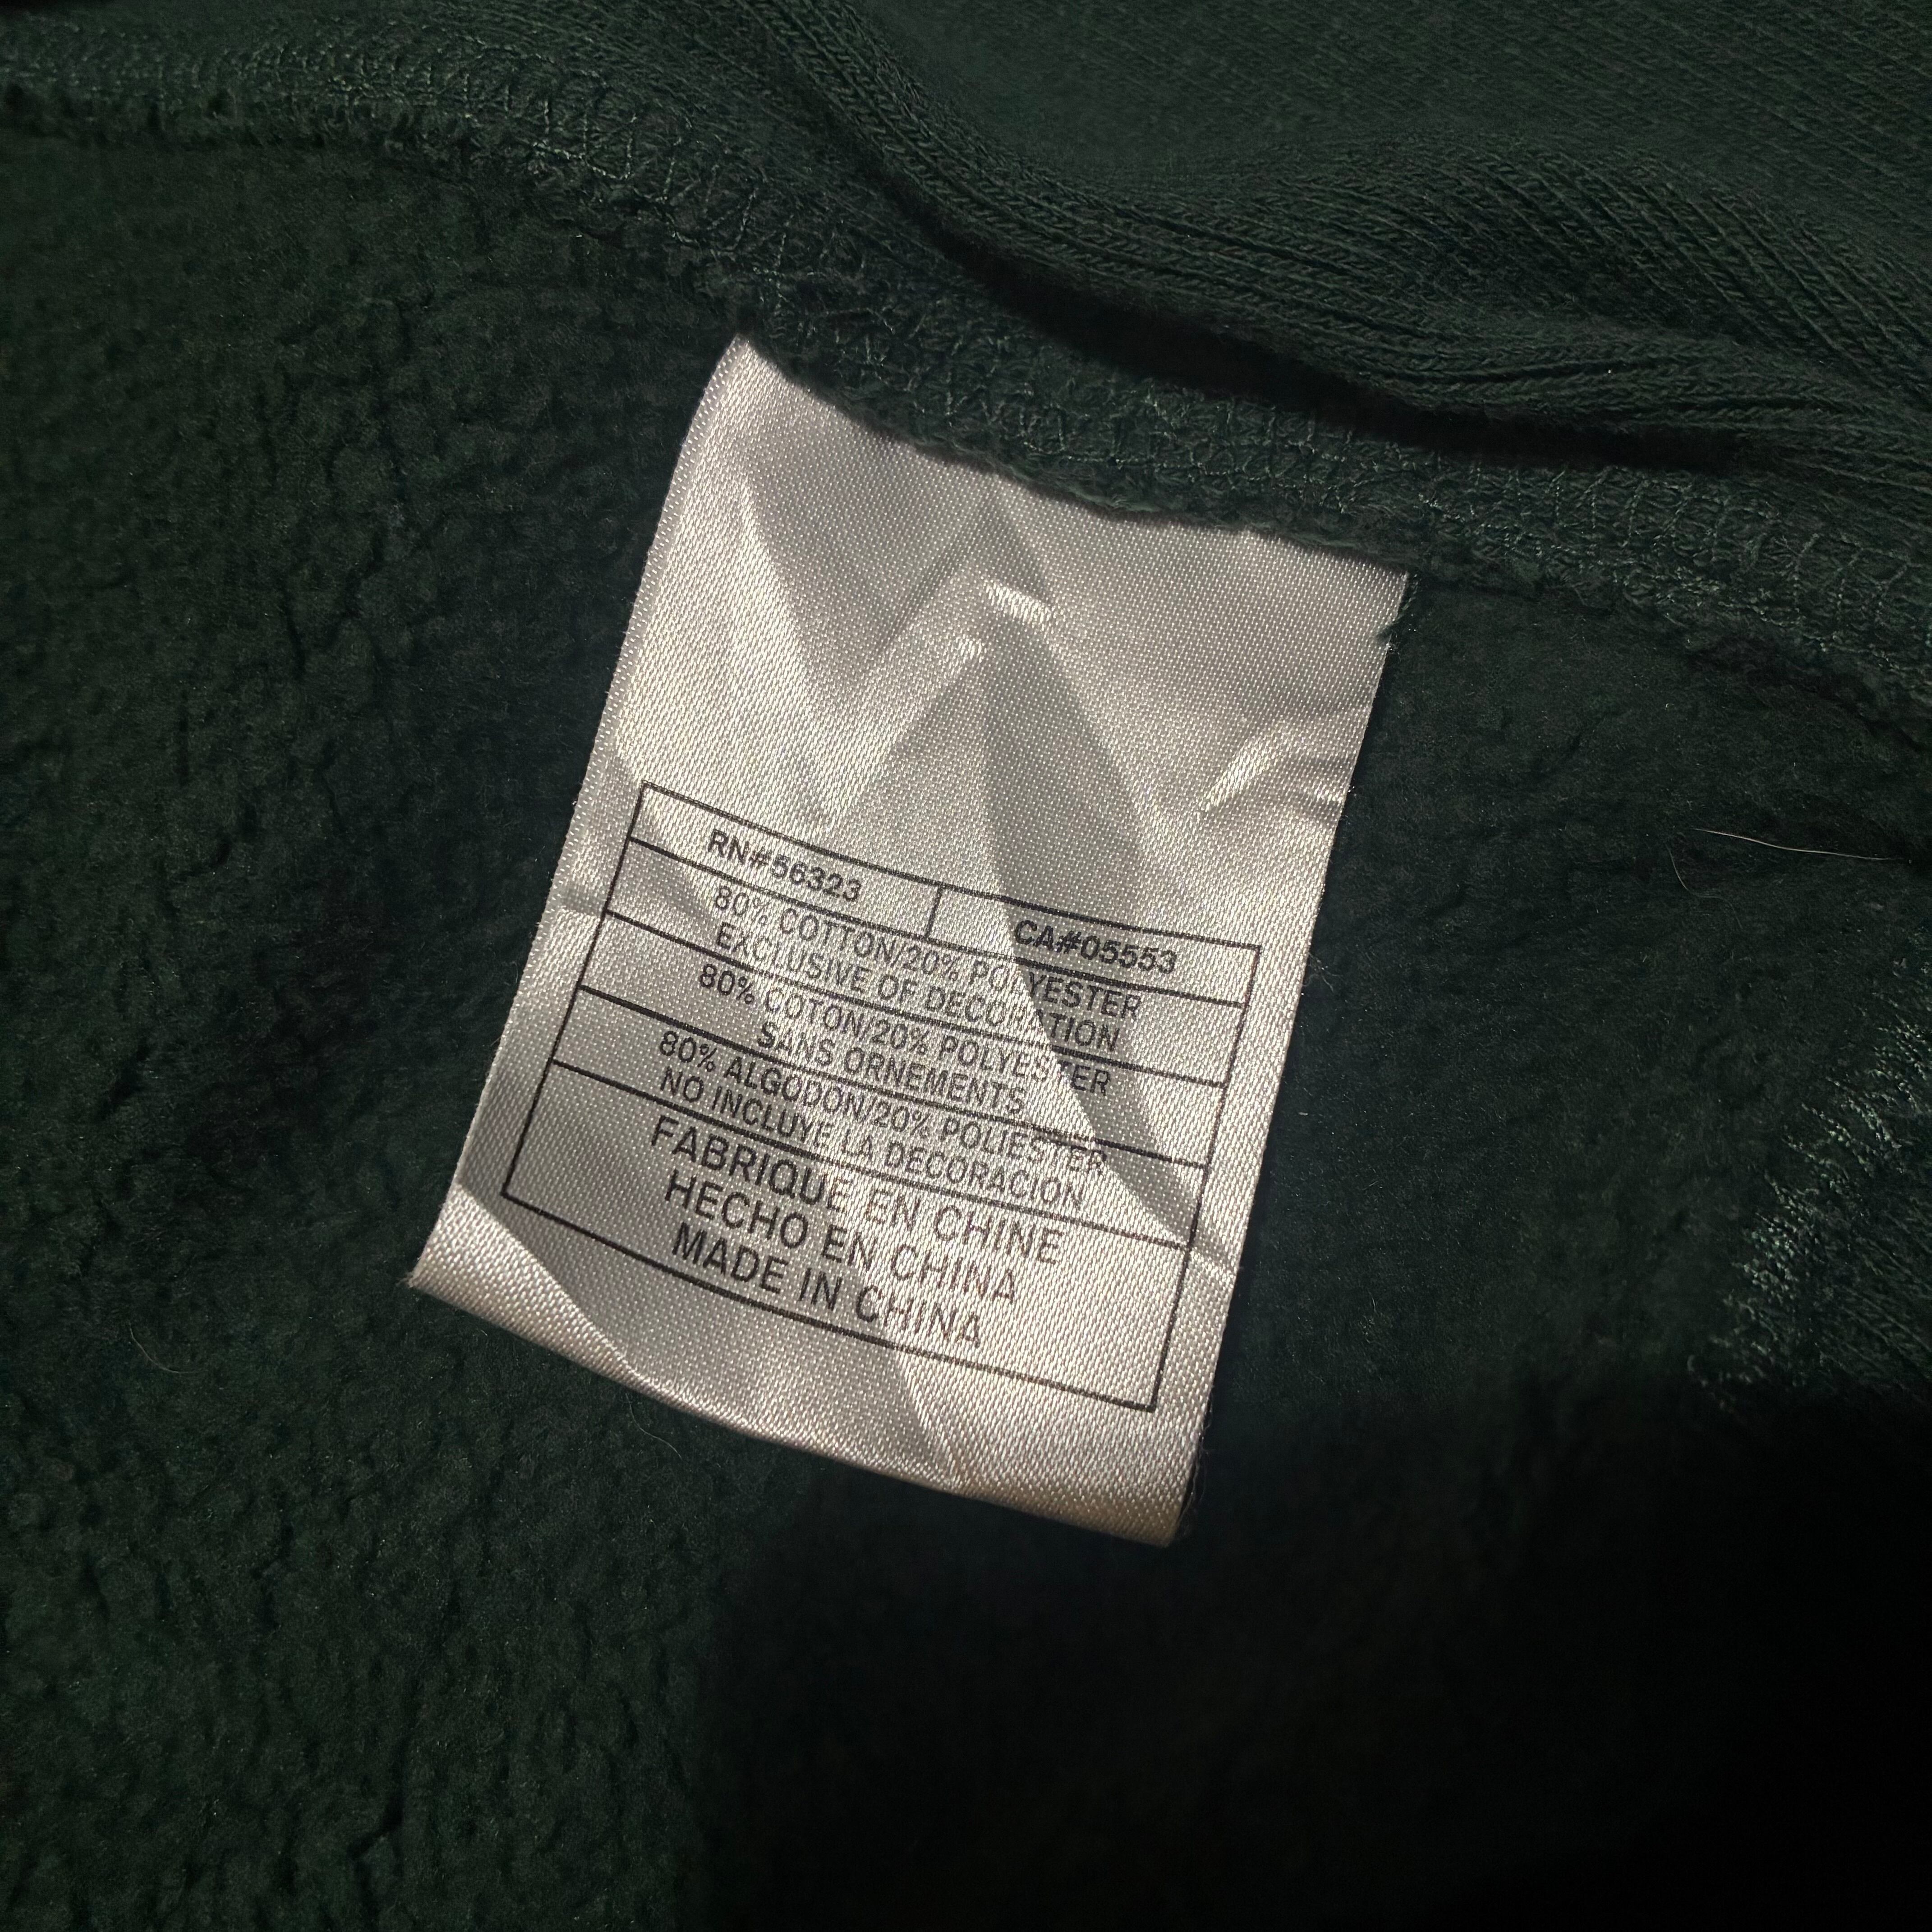 RN#56323 CA#05553
80% COTTON/20% POLYESTER
EXCLUSIVE OF DECORATION
80% COTON/20% POLYESTER
SANS ORNEMENTS
80% ALGODON/20% POLIESTER
NO INCLUYE LA DECORACION
FABRIQUE EN CHINE
HECHO EN CHINA
MADE IN CHINA